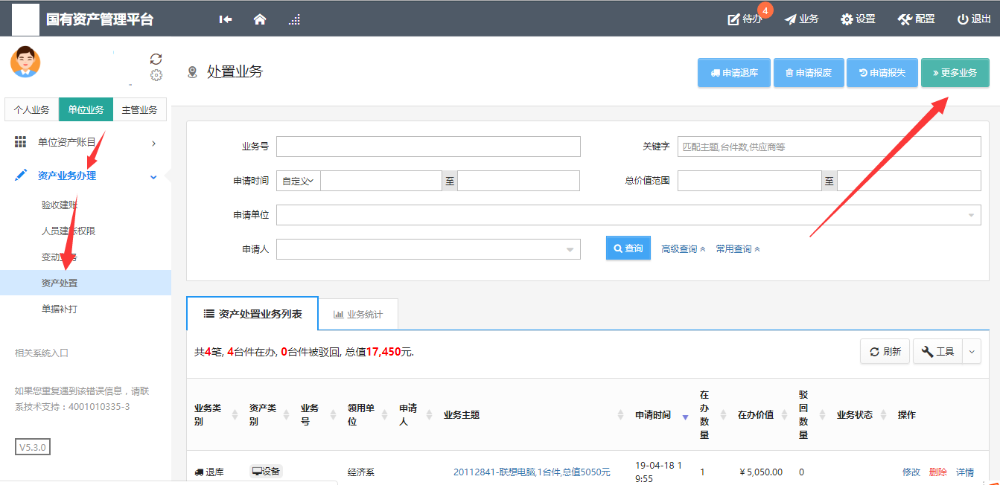 国有资产管理平台
待办
4
业务
设置
配置
退出
处置业务
申请退库
申请报废
申请报失
更多业务
个人业务
单位业务
主管业务
单位资产账目
资产业务办理
验收建账
人员建账权限
变动业务
资产处置
单据补打
相关系统入口
如果您重复遇到该错误信息，请联
系技术支持：4001010335-3
V5.3.0
业务号
关键字
匹配主题,台件数,供应商等
申请时间
自定义
至
总价值范围
至
申请单位
申请人
查询
高级查询
常用查询
资产处置业务列表
业务统计
共4笔, 4台件在办, 0台件被驳回, 总值17,450元.
刷新
工具
业务类别
资产类别
业务号
领用单位
申请人
业务主题
申请时间
在办数量
在办价值
驳回数量
业务状态
操作
退库
设备
经济系
20112841-联想电脑,1台件,总值5050元
19-04-18 1
9:55
1
￥5,050.00
0
修改
删除
详情